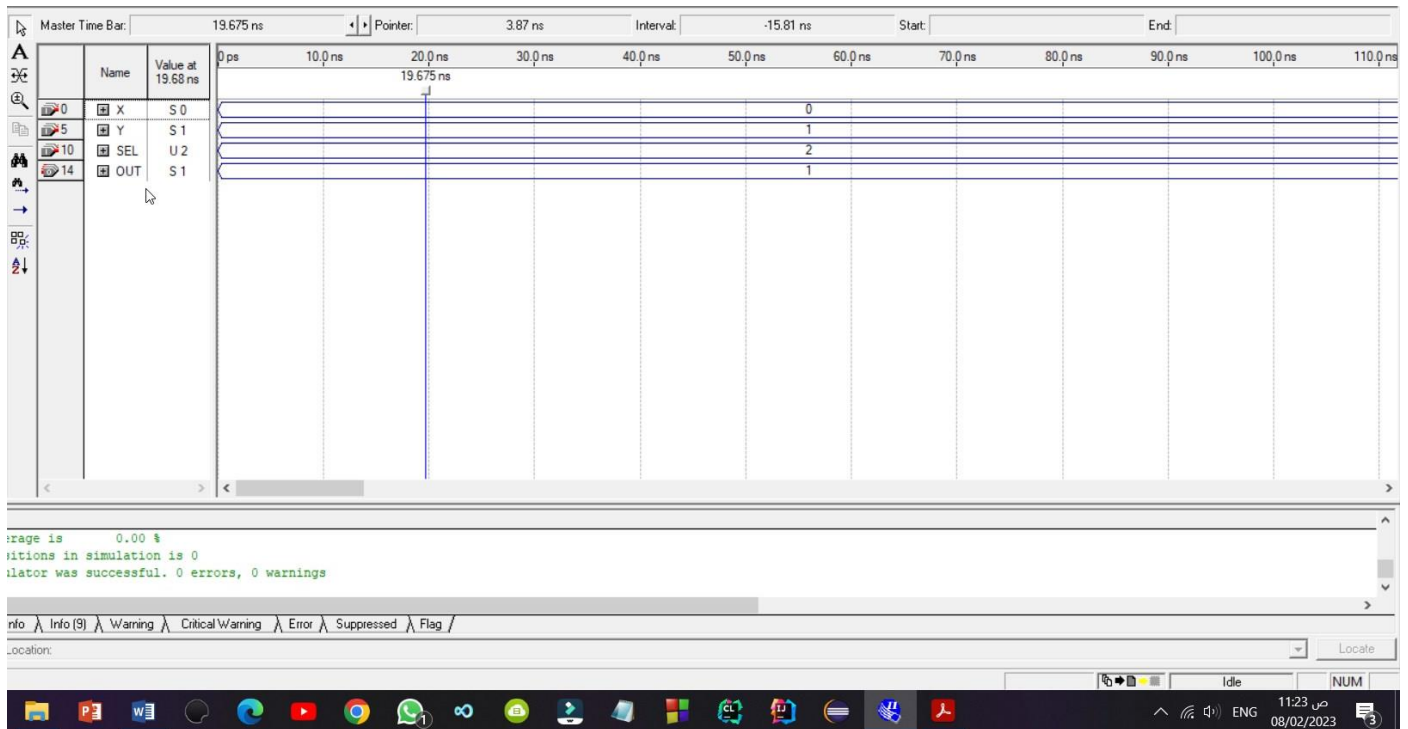 Master Time Bar: 19.675 ns Pointer: 3.87 ns Interval: -15.81 ns Start: End:
Name Value at 19.68 ns
0 ps 10.0 ns 20.0 ns 30.0 ns 40.0 ns 50.0 ns 60.0 ns 70.0 ns 80.0 ns 90.0 ns 100.0 ns 110.0 ns
19.675 ns
0 X S 0 0
5 Y S 1 1
10 SEL U 2 2
14 OUT S 1 1
erage is 0.00 %
sitions in simulation is 0
ulator was successful. 0 errors, 0 warnings
nfo Info (9) Warning Critical Warning Error Suppressed Flag
Location: Locate
Idle NUM
ENG 11:23 ص
08/02/2023